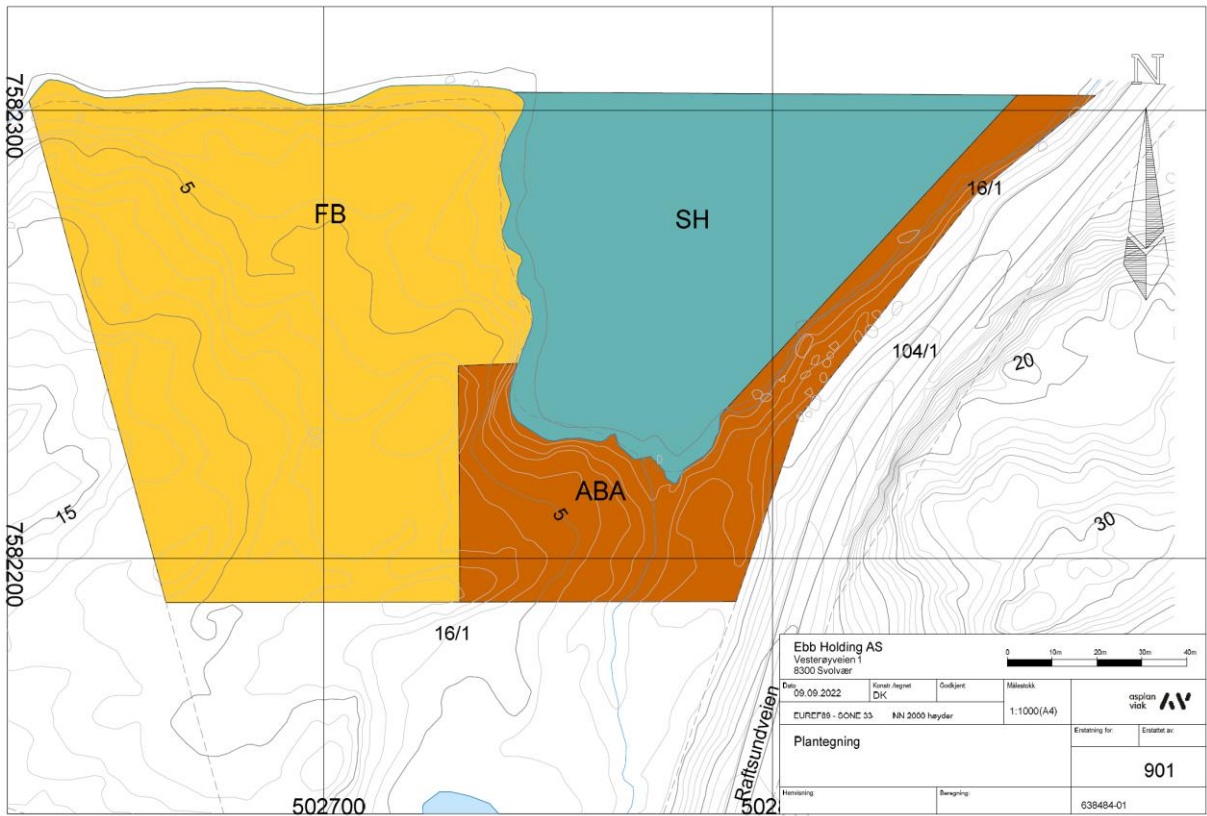 N
7582300
5
FB
SH
16/1
104/1
20
ABA
5
15
30
7582200
16/1
Raftsundveien
502700
502
Ebb Holding AS
Vesterøyveien 1
8300 Svolvær
0 10m 20m 30m 40m
Dato 09.09.2022
Konstr./tegnet DK
Godkjent:
Målestokk
1:1000(A4)
asplan
viak
EUREF89 - SONE 33 NN 2000 høyder
Plantegning
Erstatning for:
Erstattet av:
901
Henvisning:
Beregning:
638484-01